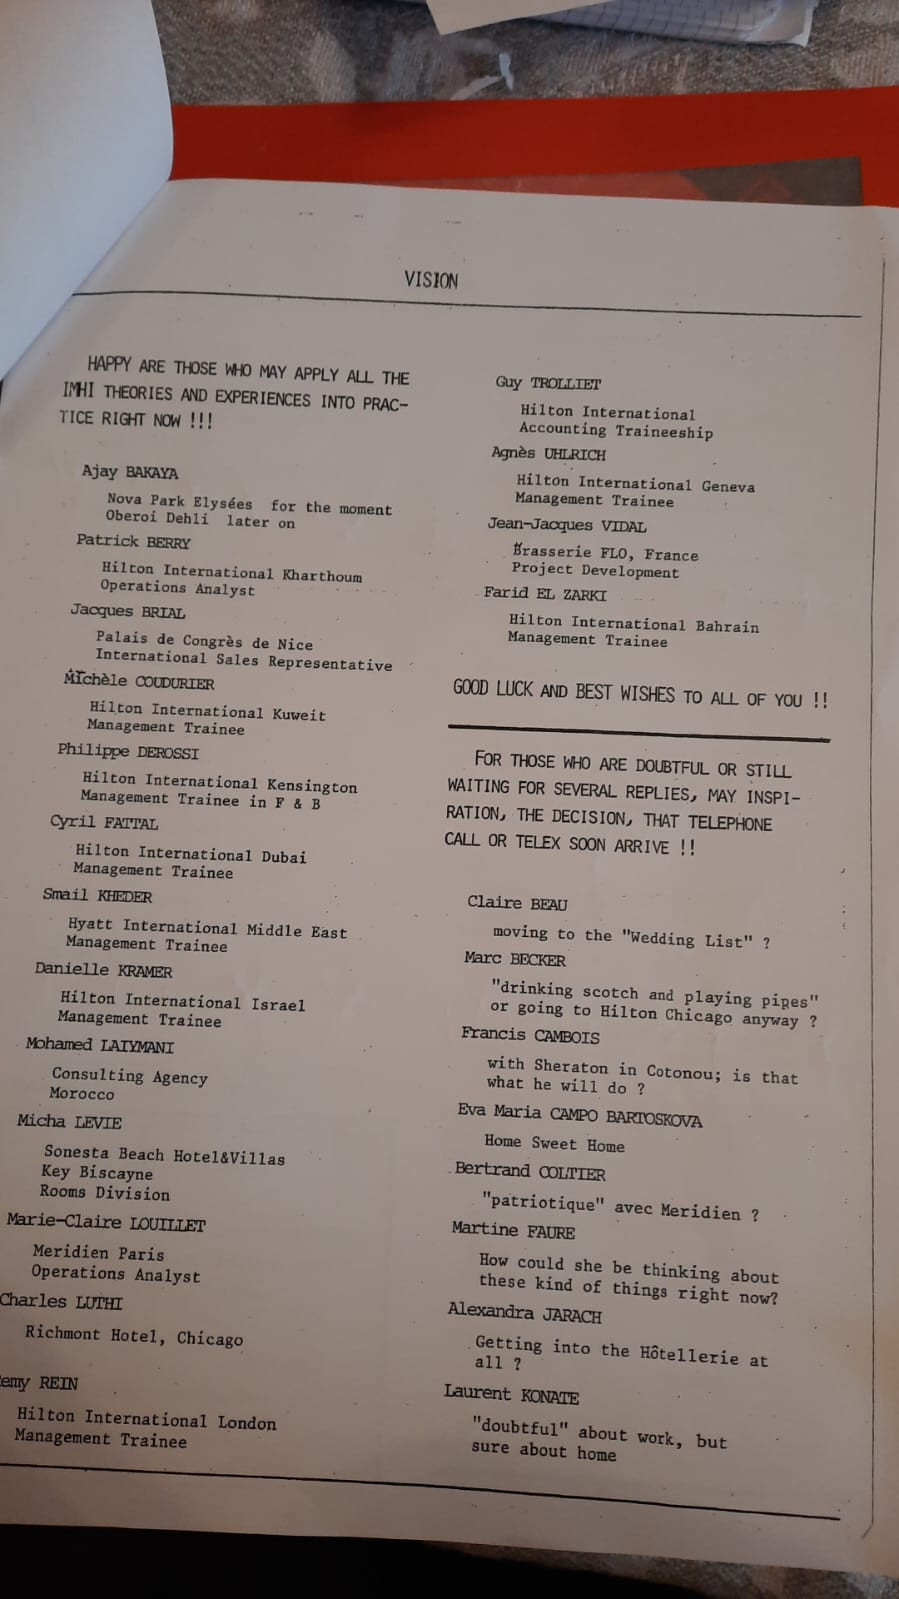 VISION
HAPPY ARE THOSE WHO MAY APPLY ALL THE
IMHI THEORIES AND EXPERIENCES INTO PRAC-
TICE RIGHT NOW !!!
Ajay BAKAYA
Nova Park Elysées for the moment
Oberoi Dehli later on
Patrick BERRY
Hilton International Kharthoum
Operations Analyst
Jacques BRIAL
Palais de Congrès de Nice
International Sales Representative
Michèle COUDURIER
Hilton International Kuweit
Management Trainee
Philippe DEROSSI
Hilton International Kensington
Management Trainee in F & B
Cyril FATTAL
Hilton International Dubai
Management Trainee
Smail KHEDER
Hyatt International Middle East
Management Trainee
Danielle KRAMER
Hilton International Israel
Management Trainee
Mohamed LAIYMANI
Consulting Agency
Morocco
Micha LEVIE
Sonesta Beach Hotel&Villas
Key Biscayne
Rooms Division
Marie-Claire LOUILLET
Meridien Paris
Operations Analyst
Charles LUTHI
Richmont Hotel, Chicago
emy REIN
Hilton International London
Management Trainee
Guy TROLLIET
Hilton International
Accounting Traineeship
Agnès UHLRICH
Hilton International Geneva
Management Trainee
Jean-Jacques VIDAL
Brasserie FLO, France
Project Development
Farid EL ZARKI
Hilton International Bahrain
Management Trainee
GOOD LUCK AND BEST WISHES TO ALL OF YOU !!
FOR THOSE WHO ARE DOUBTFUL OR STILL
WAITING FOR SEVERAL REPLIES, MAY INSPI-
RATION, THE DECISION, THAT TELEPHONE
CALL OR TELEX SOON ARRIVE !!
Claire BEAU
moving to the "Wedding List" ?
Marc BECKER
"drinking scotch and playing pipes"
or going to Hilton Chicago anyway ?
Francis CAMBOIS
with Sheraton in Cotonou; is that
what he will do ?
Eva Maria CAMPO BARTOSKOVA
Home Sweet Home
Bertrand COLTIER
"patriotique" avec Meridien ?
Martine FAURE
How could she be thinking about
these kind of things right now?
Alexandra JARACH
Getting into the Hôtellerie at
all ?
Laurent KONATE
"doubtful" about work, but
sure about home